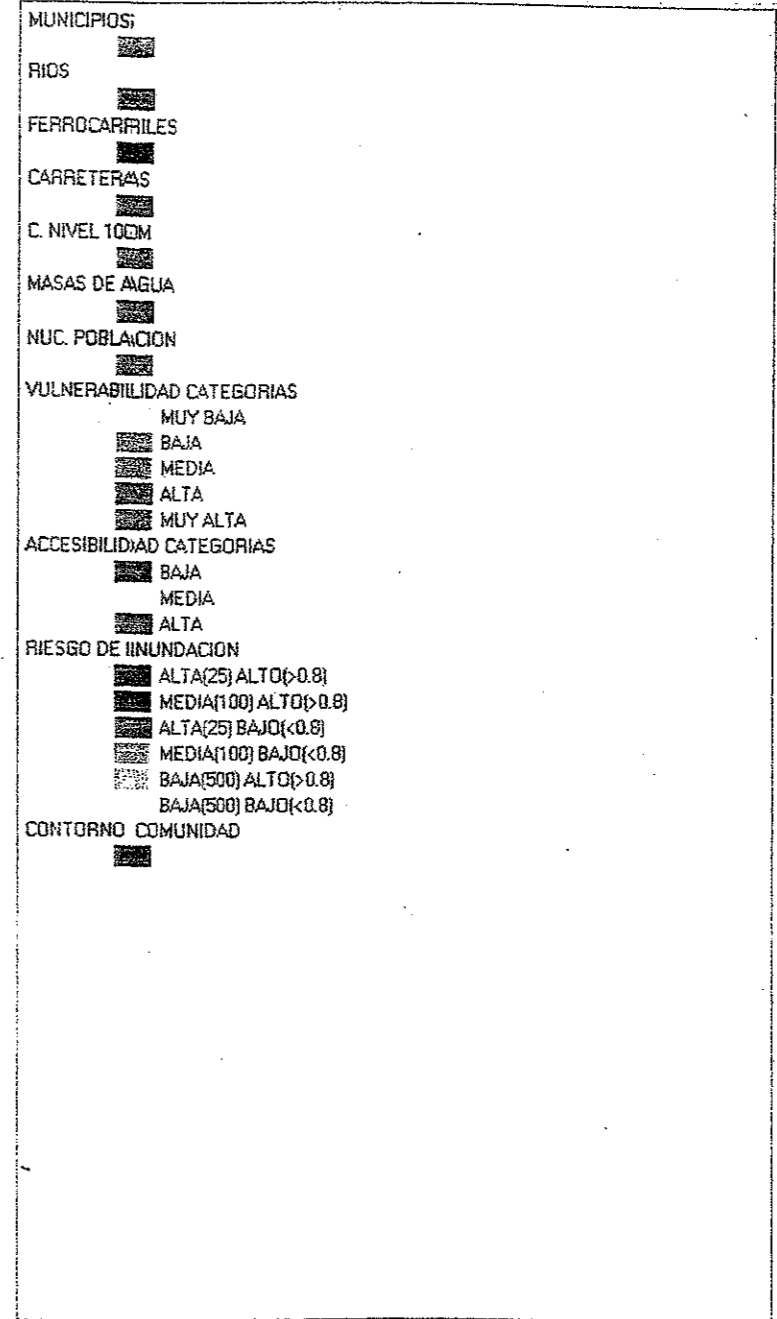 MUNICIPIOS
RIOS
FERROCARRILES
CARRETERAS
C. NIVEL 100M
MASAS DE AGUA
NUC. POBLACION
VULNERABILIDAD CATEGORIAS
MUY BAJA
BAJA
MEDIA
ALTA
MUY ALTA
ACCESIBILIDAD CATEGORIAS
BAJA
MEDIA
ALTA
RIESGO DE INUNDACION
ALTA(25) ALTO(>0.8)
MEDIA(100) ALTO(>0.8)
ALTA(25) BAJO(<0.8)
MEDIA(100) BAJO(<0.8)
BAJA(500) ALTO(>0.8)
BAJA(500) BAJO(<0.8)
CONTORNO COMUNIDAD